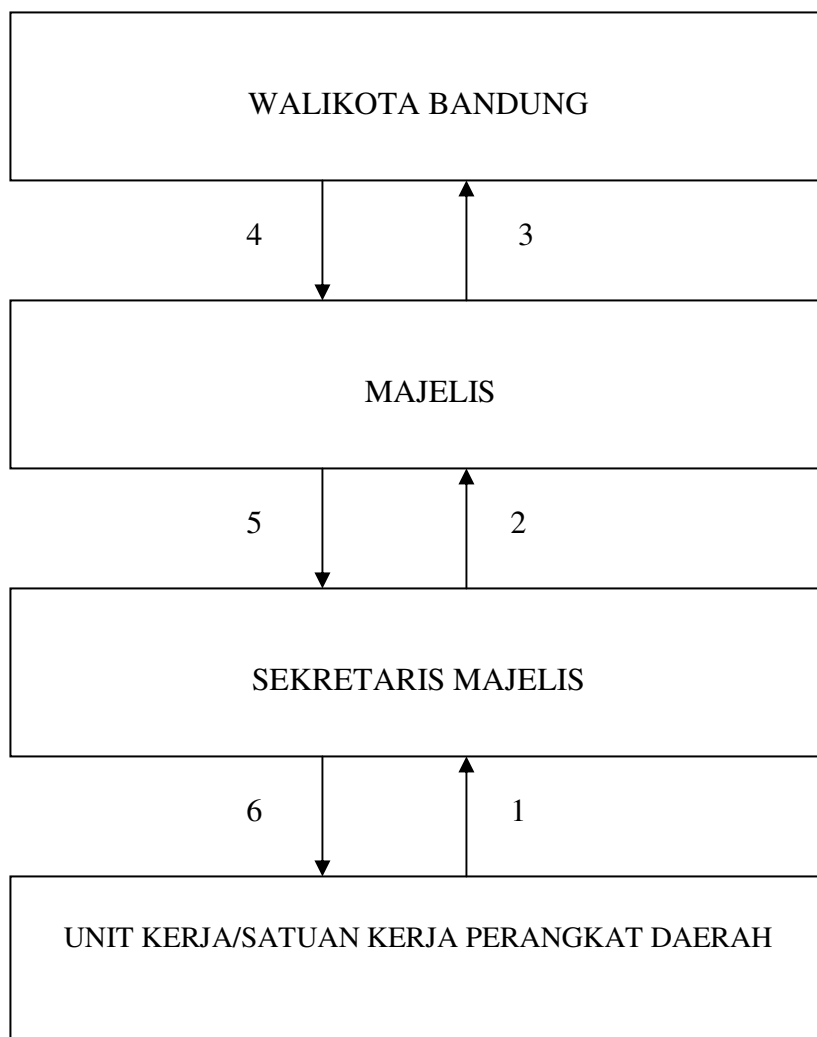 WALIKOTA BANDUNG
4 3
MAJELIS
5 2
SEKRETARIS MAJELIS
6 1
UNIT KERJA/SATUAN KERJA PERANGKAT DAERAH